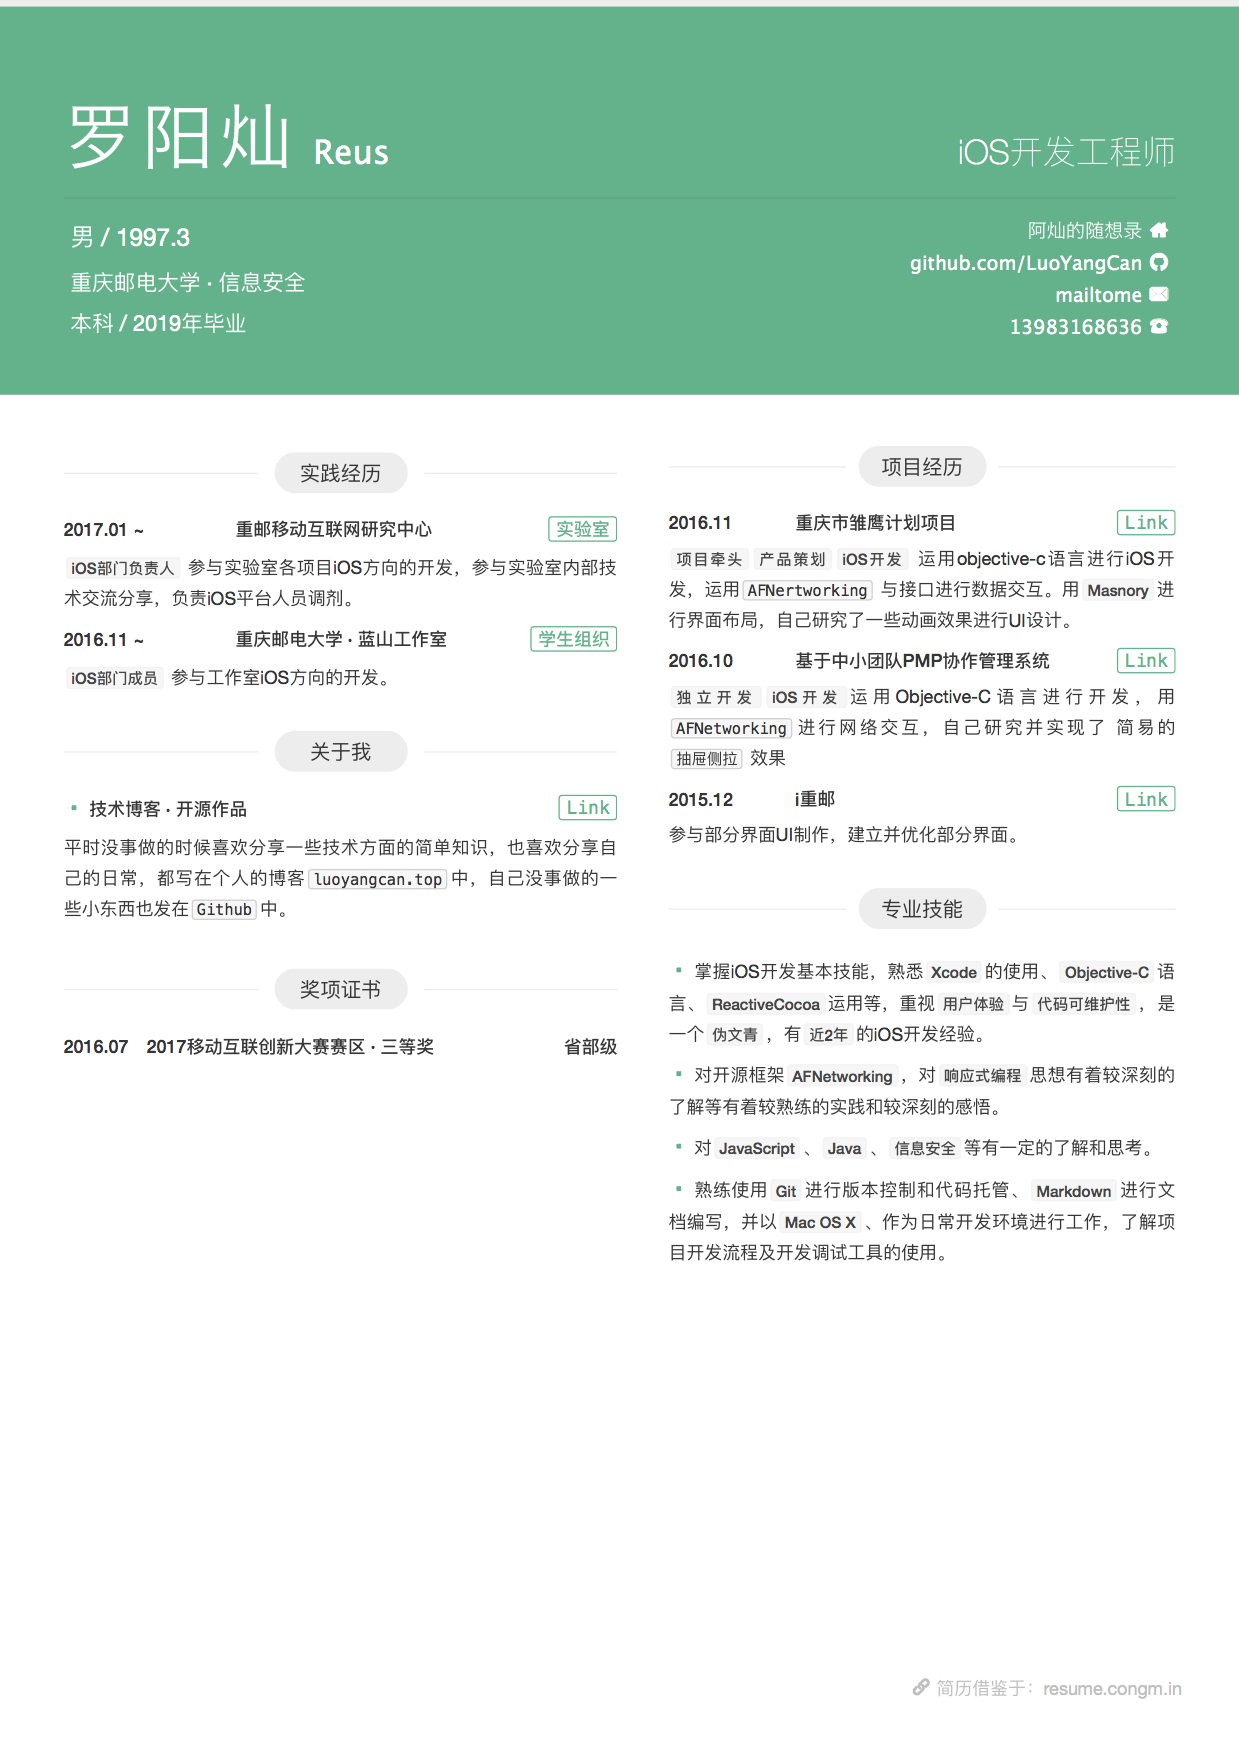 罗阳灿 Reus
iOS开发工程师
男 / 1997.3
重庆邮电大学 · 信息安全
本科 / 2019年毕业
阿灿的随想录
github.com/LuoYangCan
mailtome
13983168636
实践经历
2017.01 ~ 重邮移动互联网研究中心 实验室
iOS部门负责人 参与实验室各项目iOS方向的开发，参与实验室内部技
术交流分享，负责iOS平台人员调剂。
2016.11 ~ 重庆邮电大学 · 蓝山工作室 学生组织
iOS部门成员 参与工作室iOS方向的开发。
关于我
技术博客 · 开源作品 Link
平时没事做的时候喜欢分享一些技术方面的简单知识，也喜欢分享自
己的日常，都写在个人的博客 luoyangcan.top 中，自己没事做的一
些小东西也发在 Github 中。
奖项证书
2016.07 2017移动互联创新大赛赛区 · 三等奖 省部级
项目经历
2016.11 重庆市雏鹰计划项目 Link
项目牵头 产品策划 iOS开发 运用objective-c语言进行iOS开
发，运用 AFNertworking 与接口进行数据交互。用 Masnory 进
行界面布局，自己研究了一些动画效果进行UI设计。
2016.10 基于中小团队PMP协作管理系统 Link
独立开发 iOS开发 运用Objective-C语言进行开发，用
AFNetworking 进行网络交互，自己研究并实现了 简易的
抽屉侧拉 效果
2015.12 i重邮 Link
参与部分界面UI制作，建立并优化部分界面。
专业技能
掌握iOS开发基本技能，熟悉 Xcode 的使用、 Objective-C 语
言、 ReactiveCocoa 运用等，重视 用户体验 与 代码可维护性 ，是
一个 伪文青 ，有 近2年 的iOS开发经验。
对开源框架 AFNetworking ，对 响应式编程 思想有着较深刻的
了解等有着较熟练的实践和较深刻的感悟。
对 JavaScript 、 Java 、 信息安全 等有一定的了解和思考。
熟练使用 Git 进行版本控制和代码托管、 Markdown 进行文
档编写，并以 Mac OS X 、作为日常开发环境进行工作，了解项
目开发流程及开发调试工具的使用。
简历借鉴于：resume.congm.in